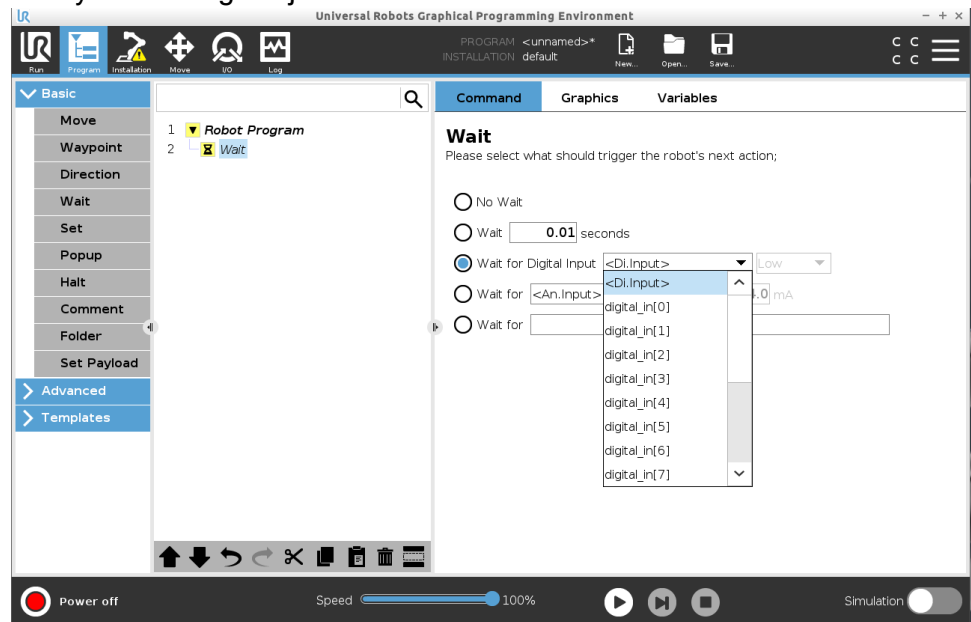 Universal Robots Graphical Programming Environment
PROGRAM <unnamed>*
INSTALLATION default
Run Program Installation Move I/O Log New... Open... Save...
C C
C C
Basic
Move
Waypoint
Direction
Wait
Set
Popup
Halt
Comment
Folder
Set Payload
Advanced
Templates
1 Robot Program
2 Wait
Command Graphics Variables
Wait
Please select what should trigger the robot's next action;
No Wait
Wait 0.01 seconds
Wait for Digital Input <Di.Input> Low
Wait for <An.Input> .0 mA
Wait for
<Di.Input>
digital_in[0]
digital_in[1]
digital_in[2]
digital_in[3]
digital_in[4]
digital_in[5]
digital_in[6]
digital_in[7]
Power off Speed 100% Simulation